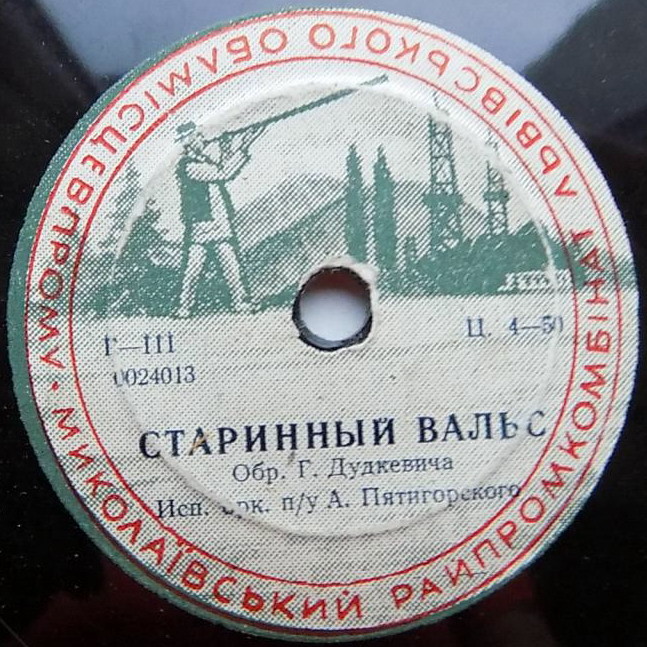 МИКОЛАЇВСЬКИЙ РАЙПРОМКОМБІНАТ ЛЬВІВСЬКОГО ОБЛМІСЦЕВПРОМУ •
Г—III
Ц. 4—50
0024013
СТАРИННЫЙ ВАЛЬС
Обр. Г. Дудкевича
Исп. орк. п/у А. Пятигорского